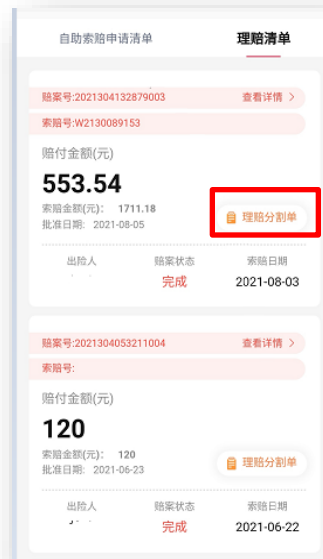 自助索赔申请清单 理赔清单
赔案号:2021304132879003 查看详情 >
索赔号:W2130089153
赔付金额(元)
553.54
索赔金额(元): 1711.18
批准日期: 2021-08-05
理赔分割单
出险人 赔案状态 索赔日期
完成 2021-08-03
赔案号:2021304053211004 查看详情 >
索赔号:
赔付金额(元)
120
索赔金额(元): 120
批准日期: 2021-06-23
理赔分割单
出险人 赔案状态 索赔日期
完成 2021-06-22